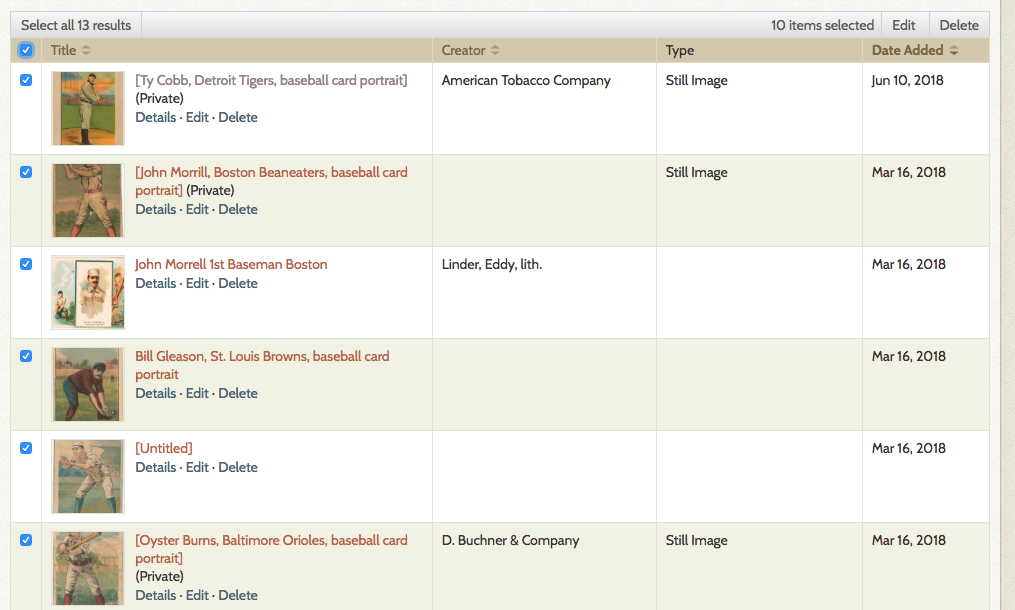 Select all 13 results 10 items selected Edit Delete
Title Creator Type Date Added
[Ty Cobb, Detroit Tigers, baseball card portrait] American Tobacco Company Still Image Jun 10, 2018
(Private)
Details · Edit · Delete
[John Morrill, Boston Beaneaters, baseball card Still Image Mar 16, 2018
portrait] (Private)
Details · Edit · Delete
John Morrell 1st Baseman Boston Linder, Eddy, lith. Mar 16, 2018
Details · Edit · Delete
Bill Gleason, St. Louis Browns, baseball card Mar 16, 2018
portrait
Details · Edit · Delete
[Untitled] Mar 16, 2018
Details · Edit · Delete
[Oyster Burns, Baltimore Orioles, baseball card D. Buchner & Company Still Image Mar 16, 2018
portrait]
(Private)
Details · Edit · Delete